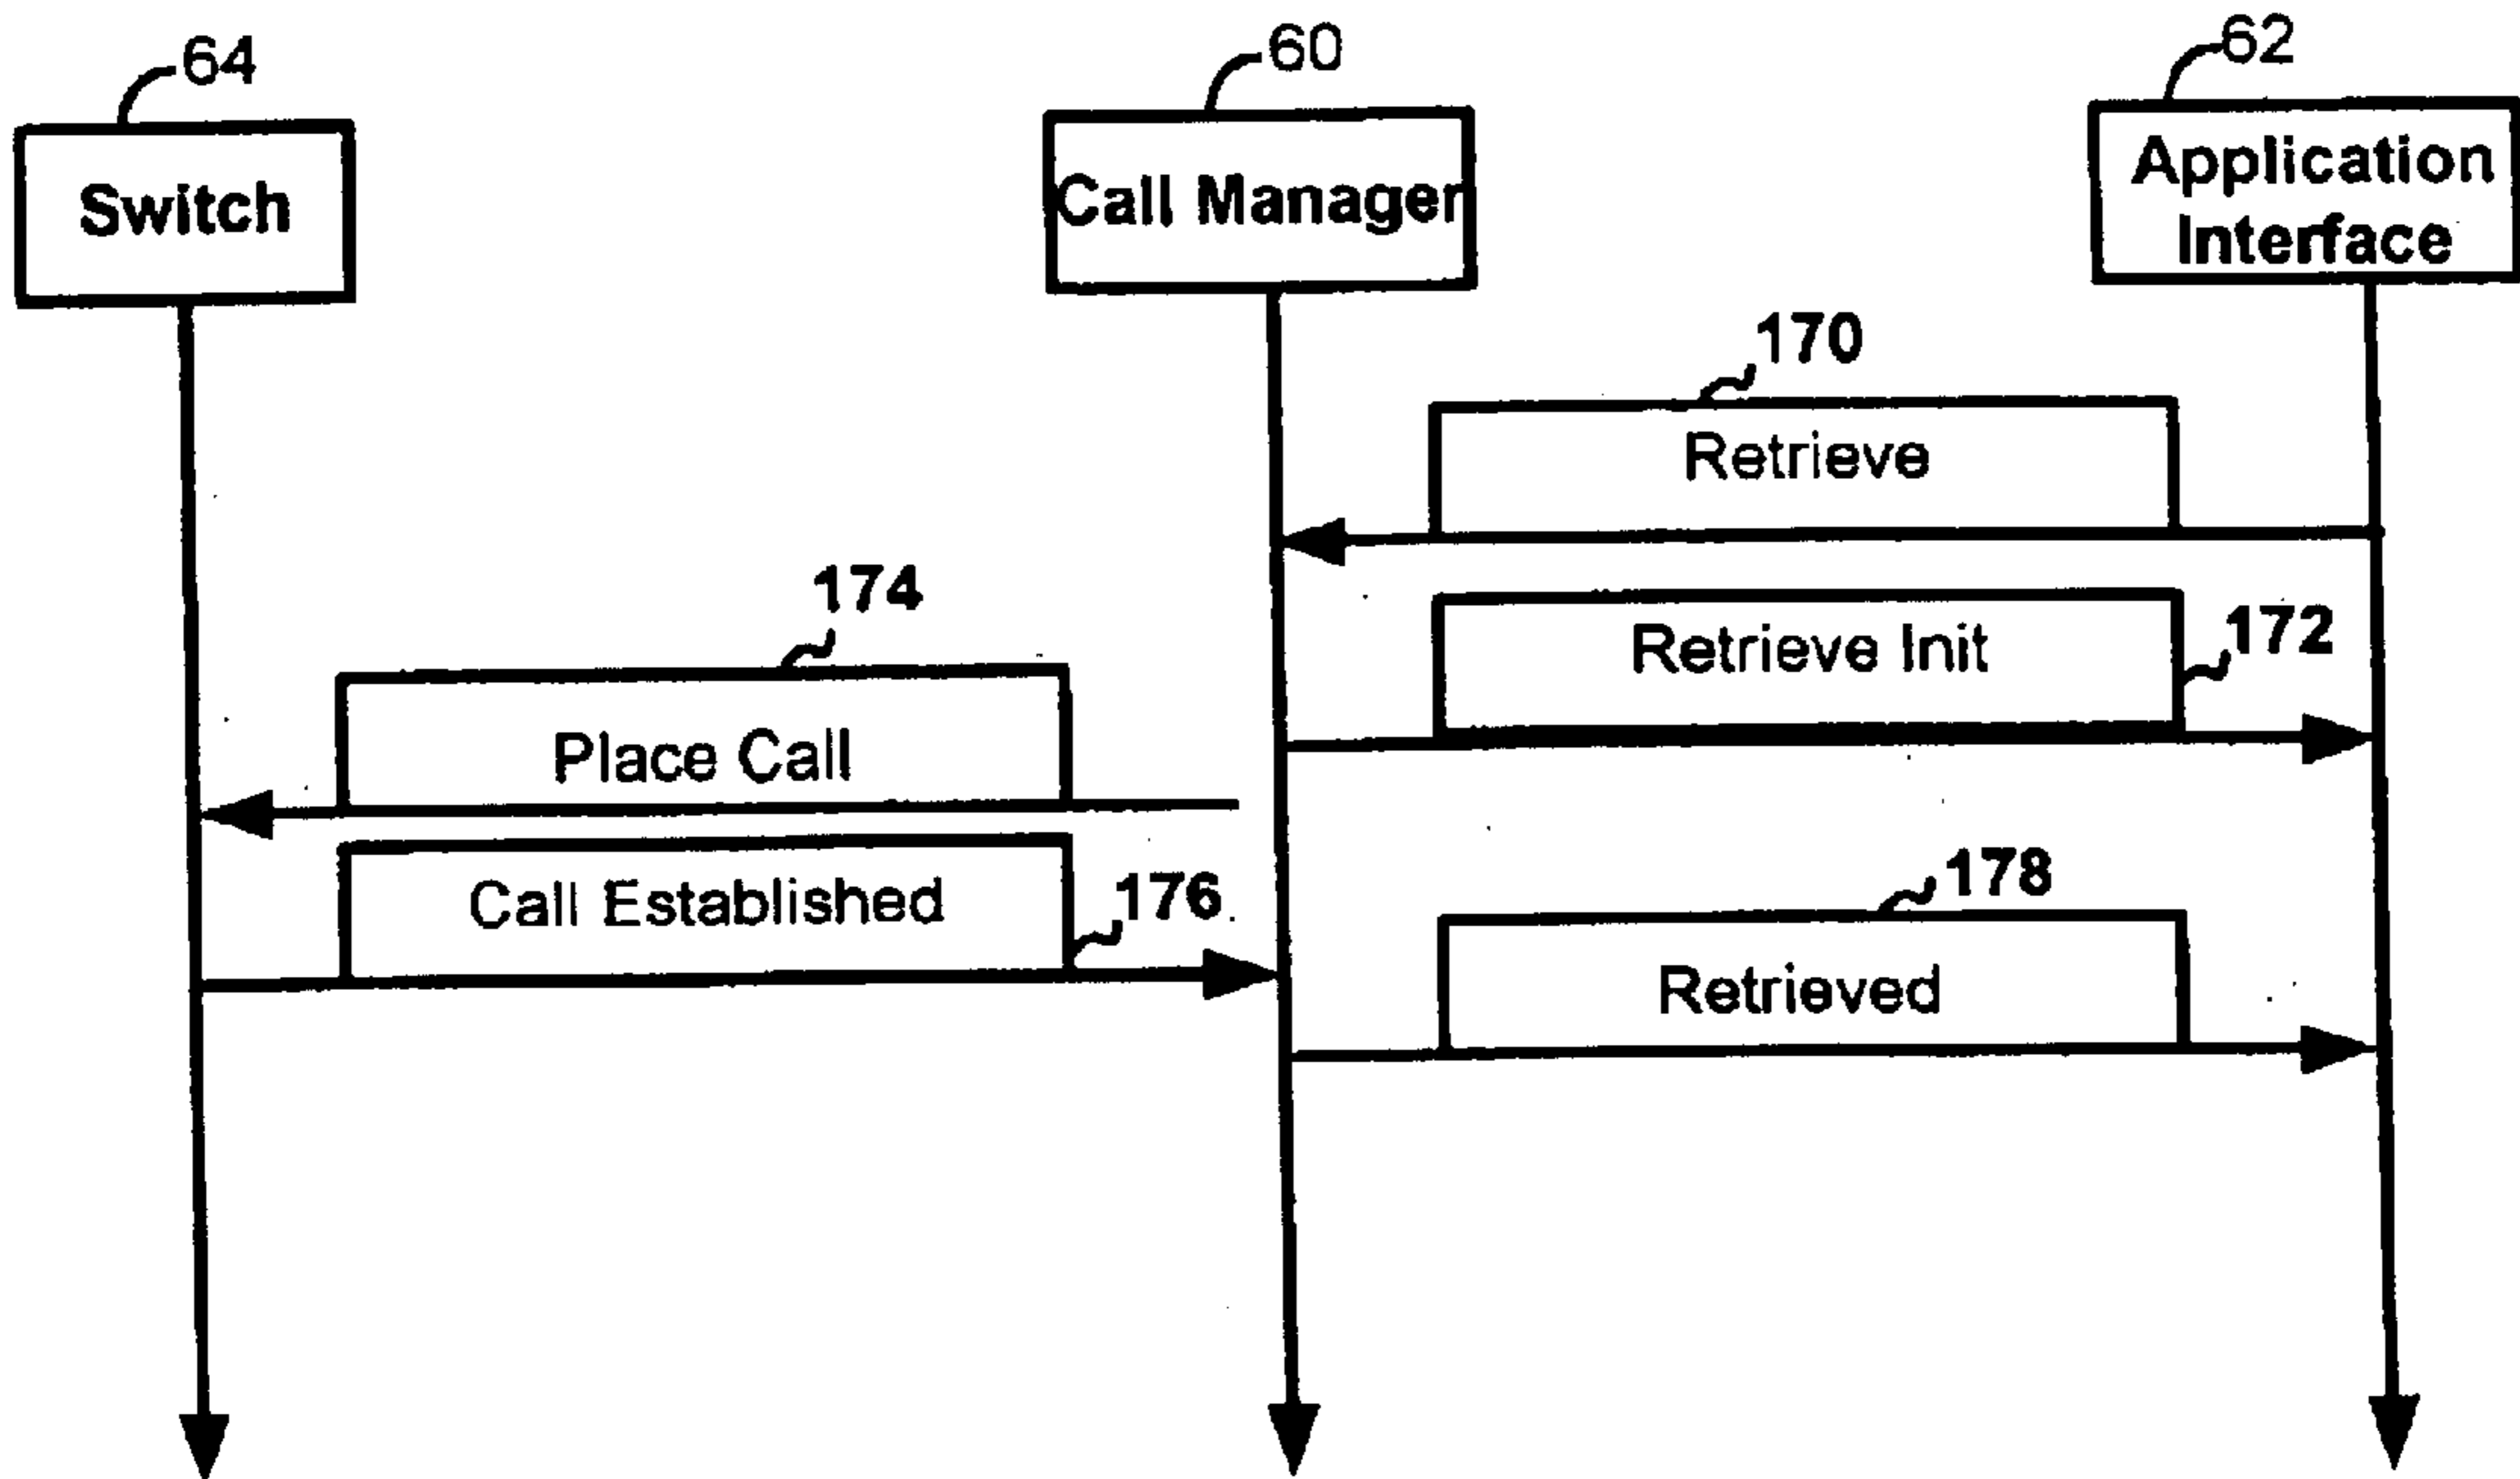 64
60
62
Switch
Call Manager
Application
Interface
170
Retrieve
174
172
Retrieve Init
Place Call
176.
178
Call Established
Retrieved